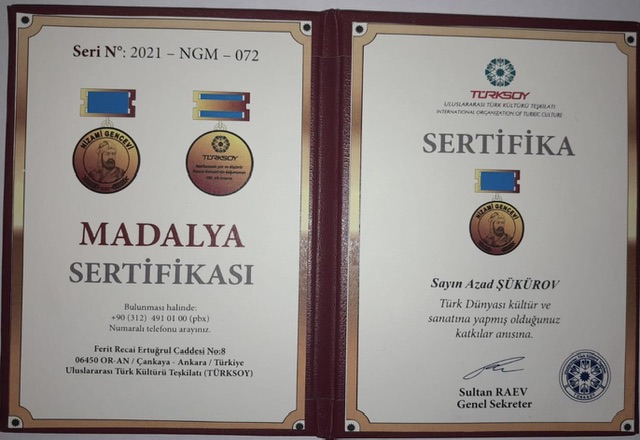 Seri N°: 2021 – NGM – 072
NİZAMİ GENCEVİ
TÜRKSOY
MADALYA
SERTİFİKASI
Bulunması halinde:
+90 (312) 491 01 00 (pbx)
Numaralı telefonu arayınız.
Ferit Recai Ertuğrul Caddesi No:8
06450 OR-AN / Çankaya - Ankara / Türkiye
Uluslararası Türk Kültürü Teşkilatı (TÜRKSOY)
TÜRKSOY
ULUSLARARASI TÜRK KÜLTÜRÜ TEŞKİLATI
INTERNATIONAL ORGANIZATION OF TURKIC CULTURE
SERTİFİKA
NİZAMİ GENCEVİ
Sayın Azad ŞÜKÜROV
Türk Dünyası kültür ve
sanatına yapmış olduğunuz
katkılar anısına.
Sultan RAEV
Genel Sekreter